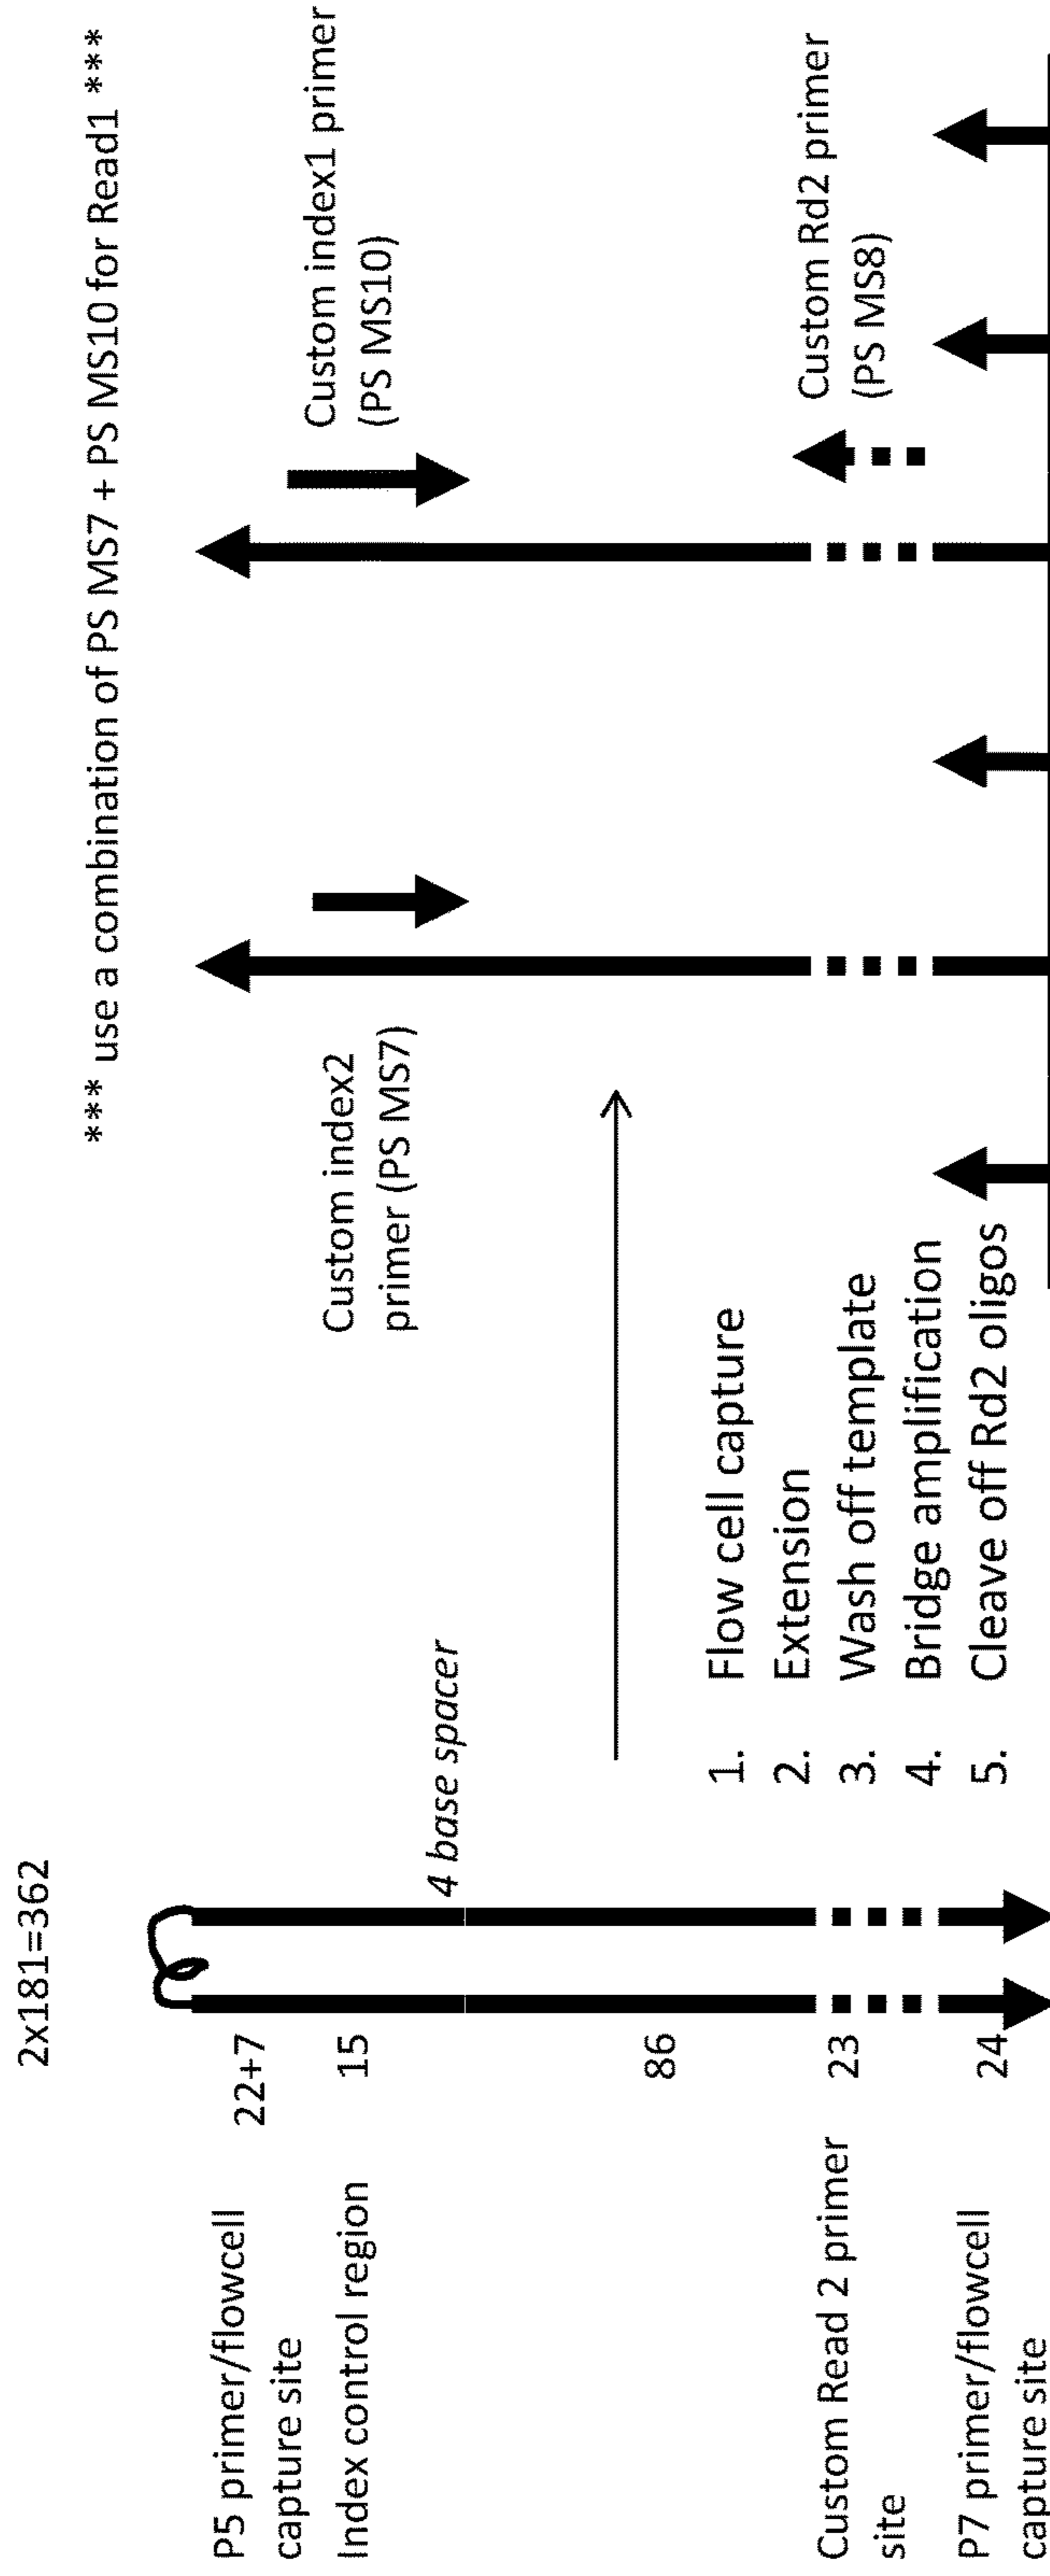 2x181=362
*** use a combination of PS MS7 + PS MS10 for Read1 ***
P5 primer/flowcell
capture site
22+7
Index control region
15
4 base spacer
86
Custom Read 2 primer
site
23
P7 primer/flowcell
capture site
24
1. Flow cell capture
2. Extension
3. Wash off template
4. Bridge amplification
5. Cleave off Rd2 oligos
Custom index2
primer (PS MS7)
Custom index1 primer
(PS MS10)
Custom Rd2 primer
(PS MS8)